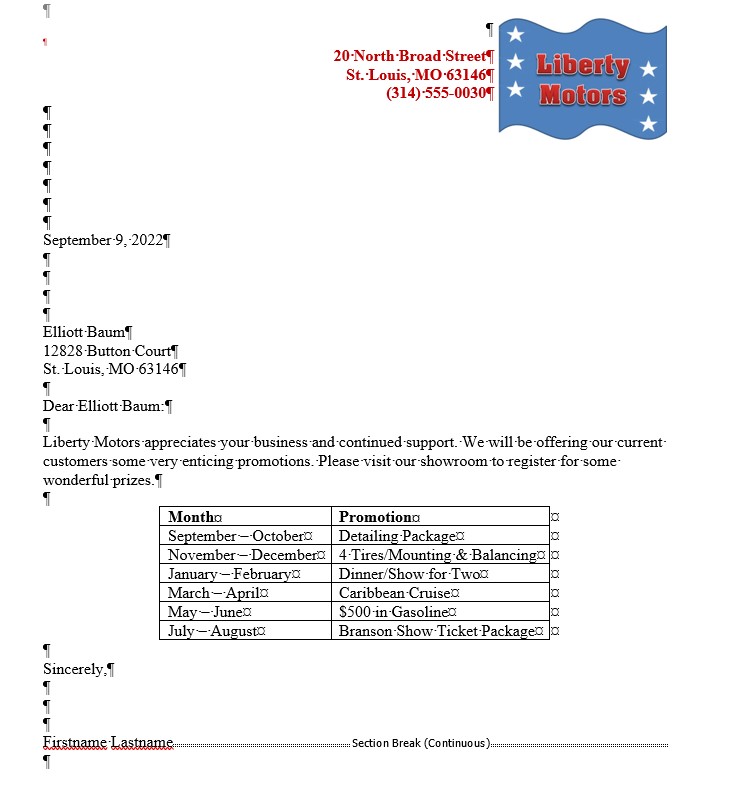 20 North Broad Street
St. Louis, MO 63146
(314) 555-0030
Liberty
Motors
September 9, 2022
Elliott Baum
12828 Button Court
St. Louis, MO 63146
Dear Elliott Baum:
Liberty Motors appreciates your business and continued support. We will be offering our current
customers some very enticing promotions. Please visit our showroom to register for some
wonderful prizes.
Month Promotion
September – October Detailing Package
November – December 4 Tires/Mounting & Balancing
January – February Dinner/Show for Two
March – April Caribbean Cruise
May – June $500 in Gasoline
July – August Branson Show Ticket Package
Sincerely,
Firstname Lastname Section Break (Continuous)